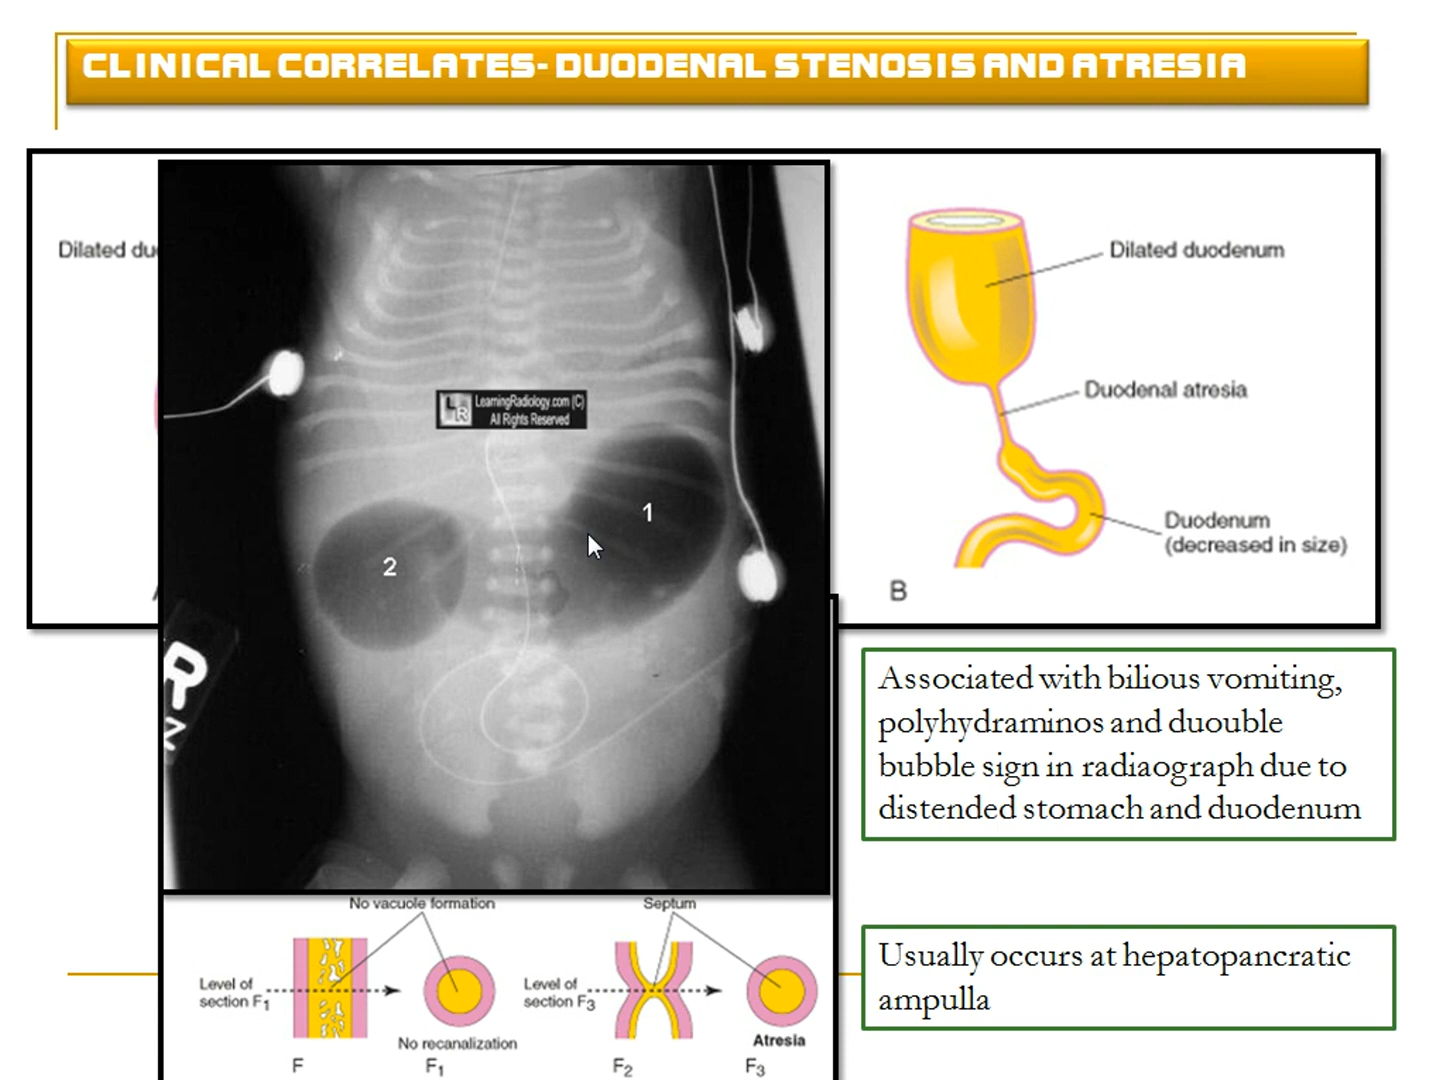 CLINICAL CORRELATES- DUODENAL STENOSIS AND ATRESIA
Dilated
LearningRadiology.com (C)
All Rights Reserved
LR
1
2
R
Z
Dilated duodenum
Duodenal atresia
Duodenum
(decreased in size)
B
Associated with bilious vomiting,
polyhydraminos and duouble
bubble sign in radiaograph due to
distended stomach and duodenum
Usually occurs at hepatopancratic
ampulla
No vacuole formation
Septum
Level of
section F1
Level of
section F3
No recanalization
Atresia
F
F1
F2
F3